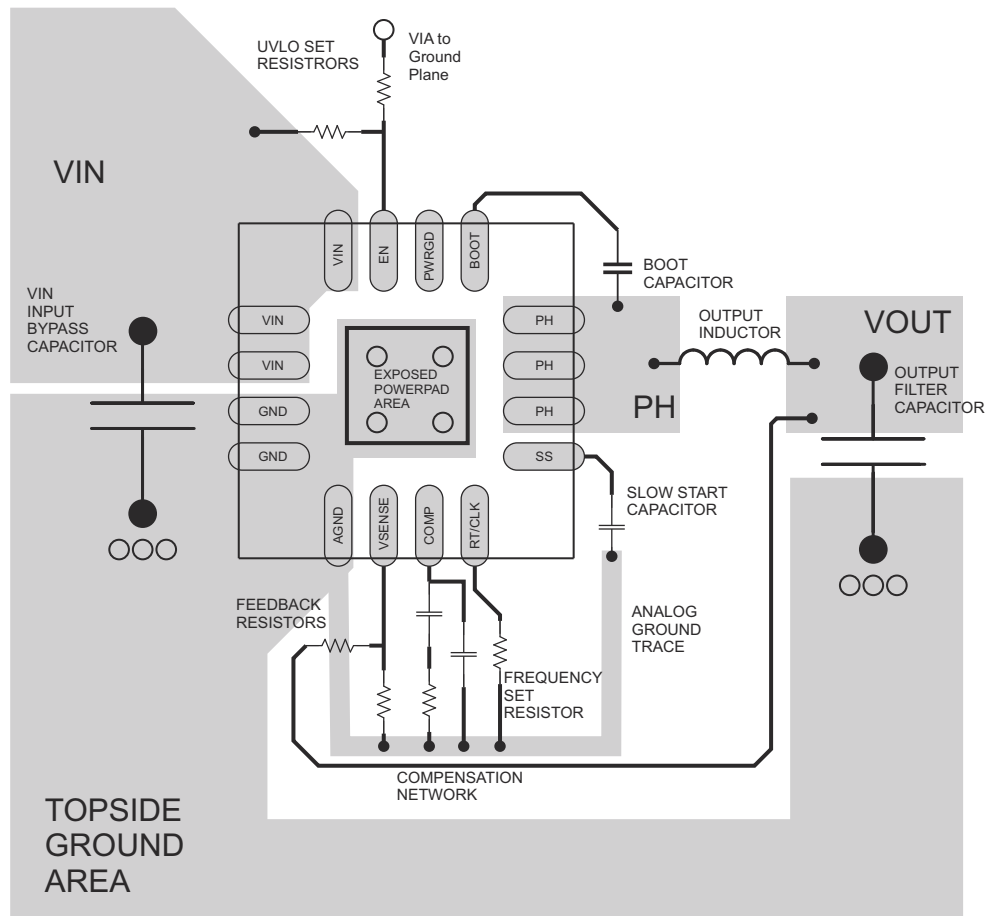 UVLO SET
RESISTRORS
VIA to
Ground
Plane
VIN
VIN
EN
PWRGD
BOOT
BOOT
CAPACITOR
VIN
INPUT
BYPASS
CAPACITOR
VIN
VIN
GND
GND
EXPOSED
POWERPAD
AREA
PH
PH
PH
SS
PH
OUTPUT
INDUCTOR
VOUT
OUTPUT
FILTER
CAPACITOR
SLOW START
CAPACITOR
AGND
VSENSE
COMP
RT/CLK
FEEDBACK
RESISTORS
ANALOG
GROUND
TRACE
FREQUENCY
SET
RESISTOR
COMPENSATION
NETWORK
TOPSIDE
GROUND
AREA